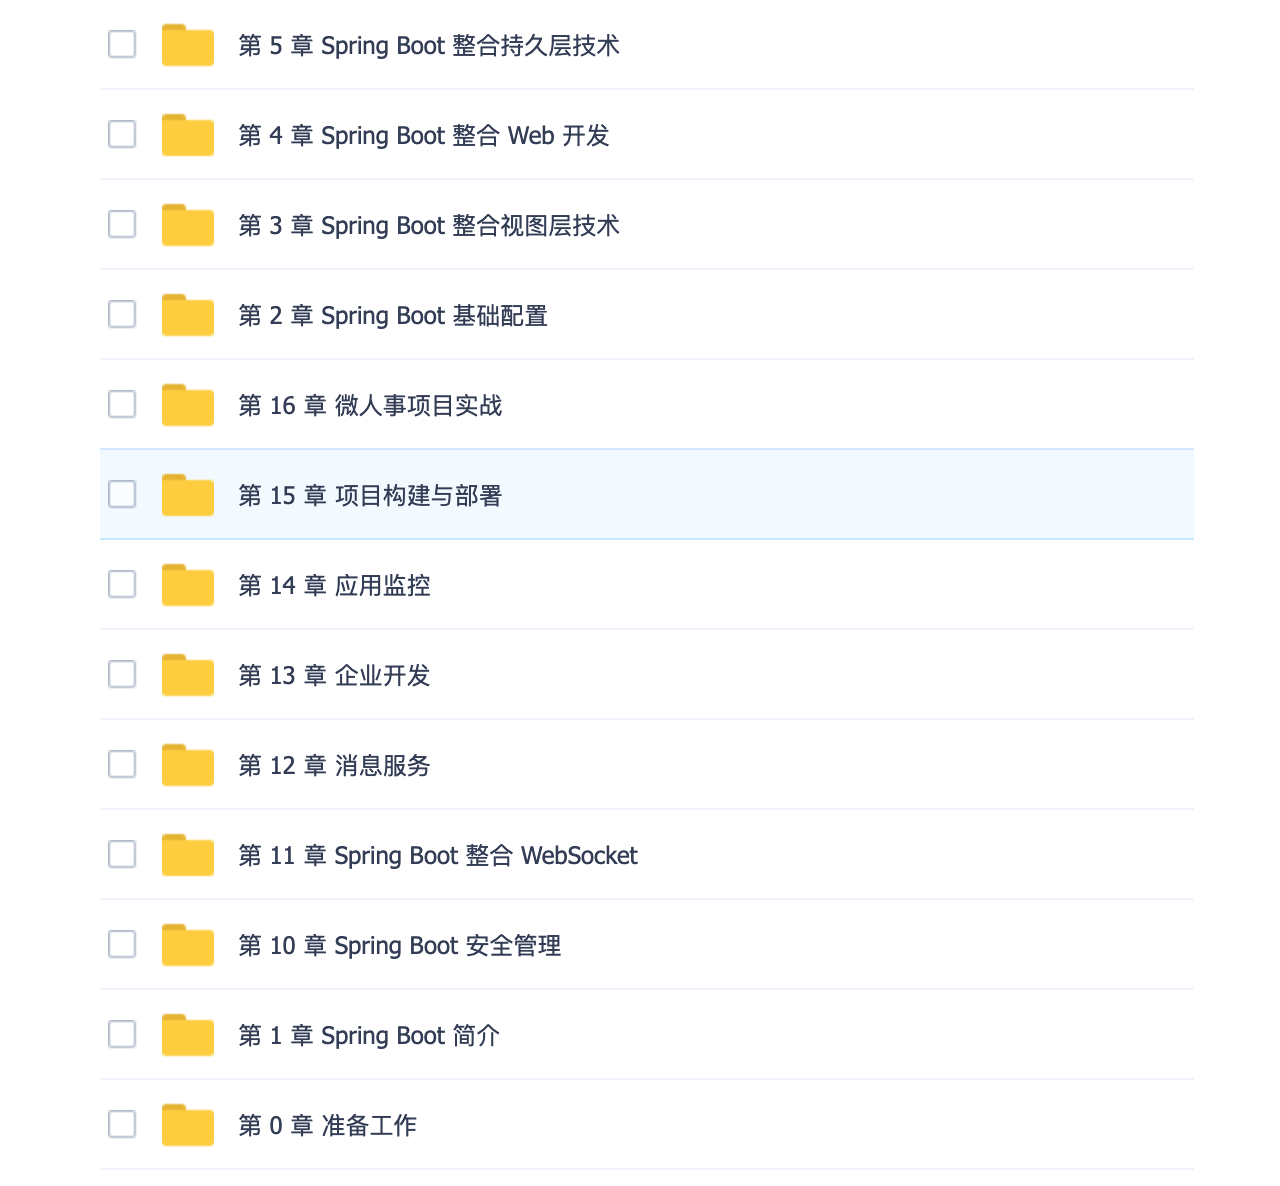 第 5 章 Spring Boot 整合持久层技术
第 4 章 Spring Boot 整合 Web 开发
第 3 章 Spring Boot 整合视图层技术
第 2 章 Spring Boot 基础配置
第 16 章 微人事项目实战
第 15 章 项目构建与部署
第 14 章 应用监控
第 13 章 企业开发
第 12 章 消息服务
第 11 章 Spring Boot 整合 WebSocket
第 10 章 Spring Boot 安全管理
第 1 章 Spring Boot 简介
第 0 章 准备工作